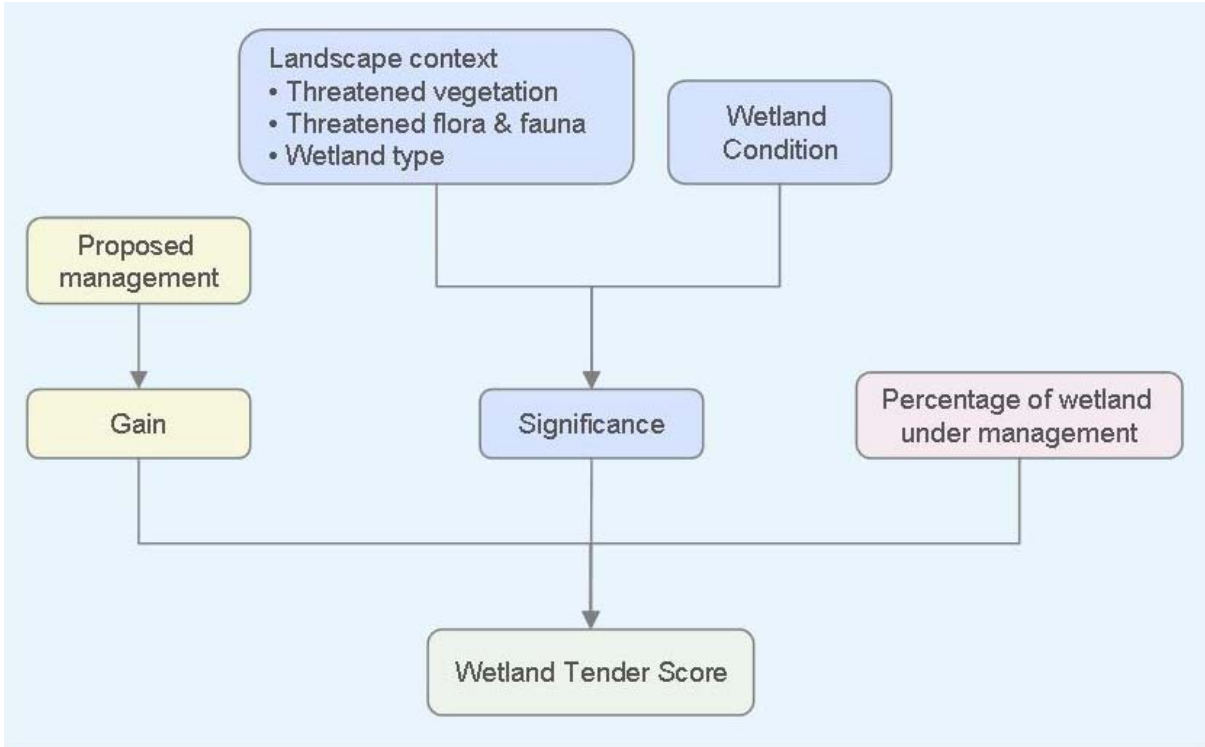 Landscape context
• Threatened vegetation
• Threatened flora & fauna
• Wetland type
Wetland
Condition
Proposed
management
Gain
Significance
Percentage of wetland
under management
Wetland Tender Score